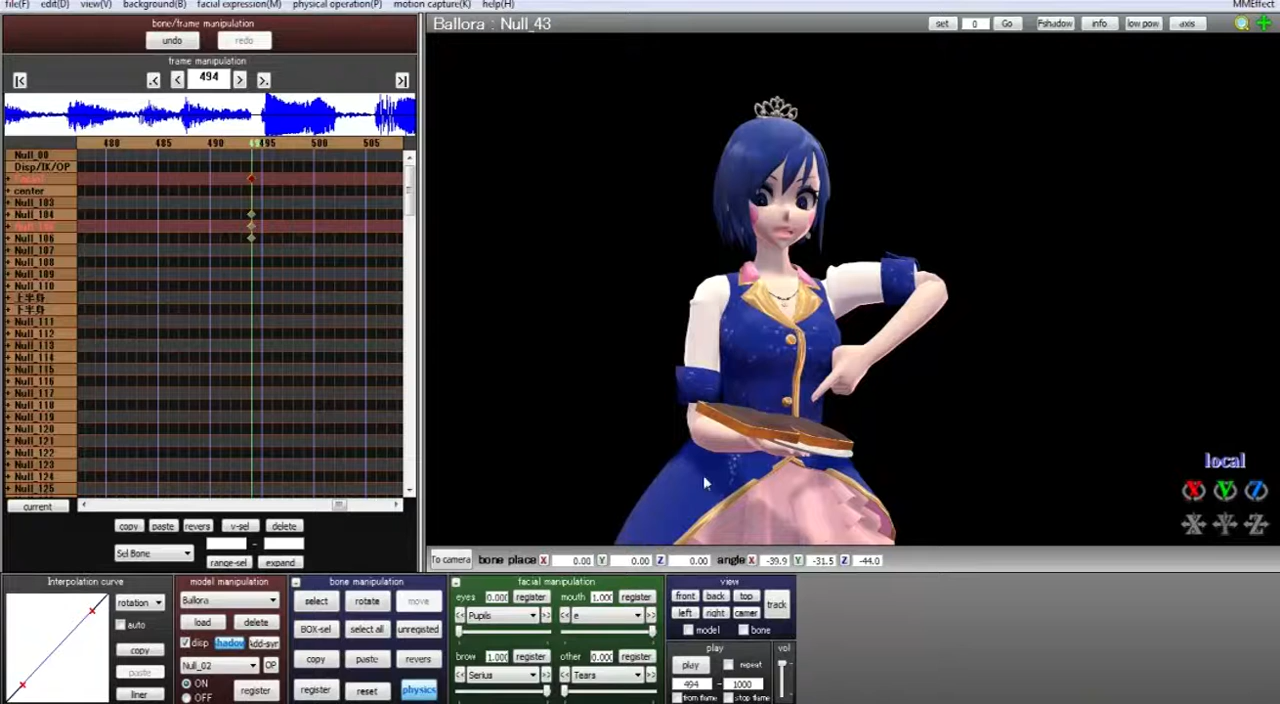 file(F) edit(D) view(V) background(B) facial expression(M) physical operation(P) motion capture(K) help(H) MMEffect
bone/frame manipulation
undo redo
frame manipulation
494
Ballora : Null_43 set 0 Go Fshadow info low pow axis
480 485 490 495 500 505
Null_00
Disp/IK/OP
center
Null_103
Null_104
Null_106
Null_107
Null_108
Null_109
Null_110
上半身
下半身
Null_111
Null_112
Null_113
Null_114
Null_115
Null_116
Null_117
Null_118
Null_119
Null_120
Null_121
Null_122
Null_123
Null_124
Null_125
current
copy paste revers v-sel delete
Sel Bone -
range-sel expand
local
X Y Z
X Y Z
To camera bone place X 0.00 Y 0.00 Z 0.00 angle X -39.9 Y -31.5 Z -44.0
Interpolation curve
rotation
auto
copy
paste
liner
model manipulation
Ballora
load delete
disp shadow
Null_02 OP
ON
OFF register
bone manipulation
select rotate move
BOX-sel select all unregisted
copy paste revers
register reset physics
facial manipulation
eyes 0.00 register mouth 1.00 register
<< Pupils >> << e >>
brow 1.00 register other 0.00 register
<< Serius >> << Tears >>
view
front back top
left right camer track
model bone
play
play repeat
494 - 1000
vol